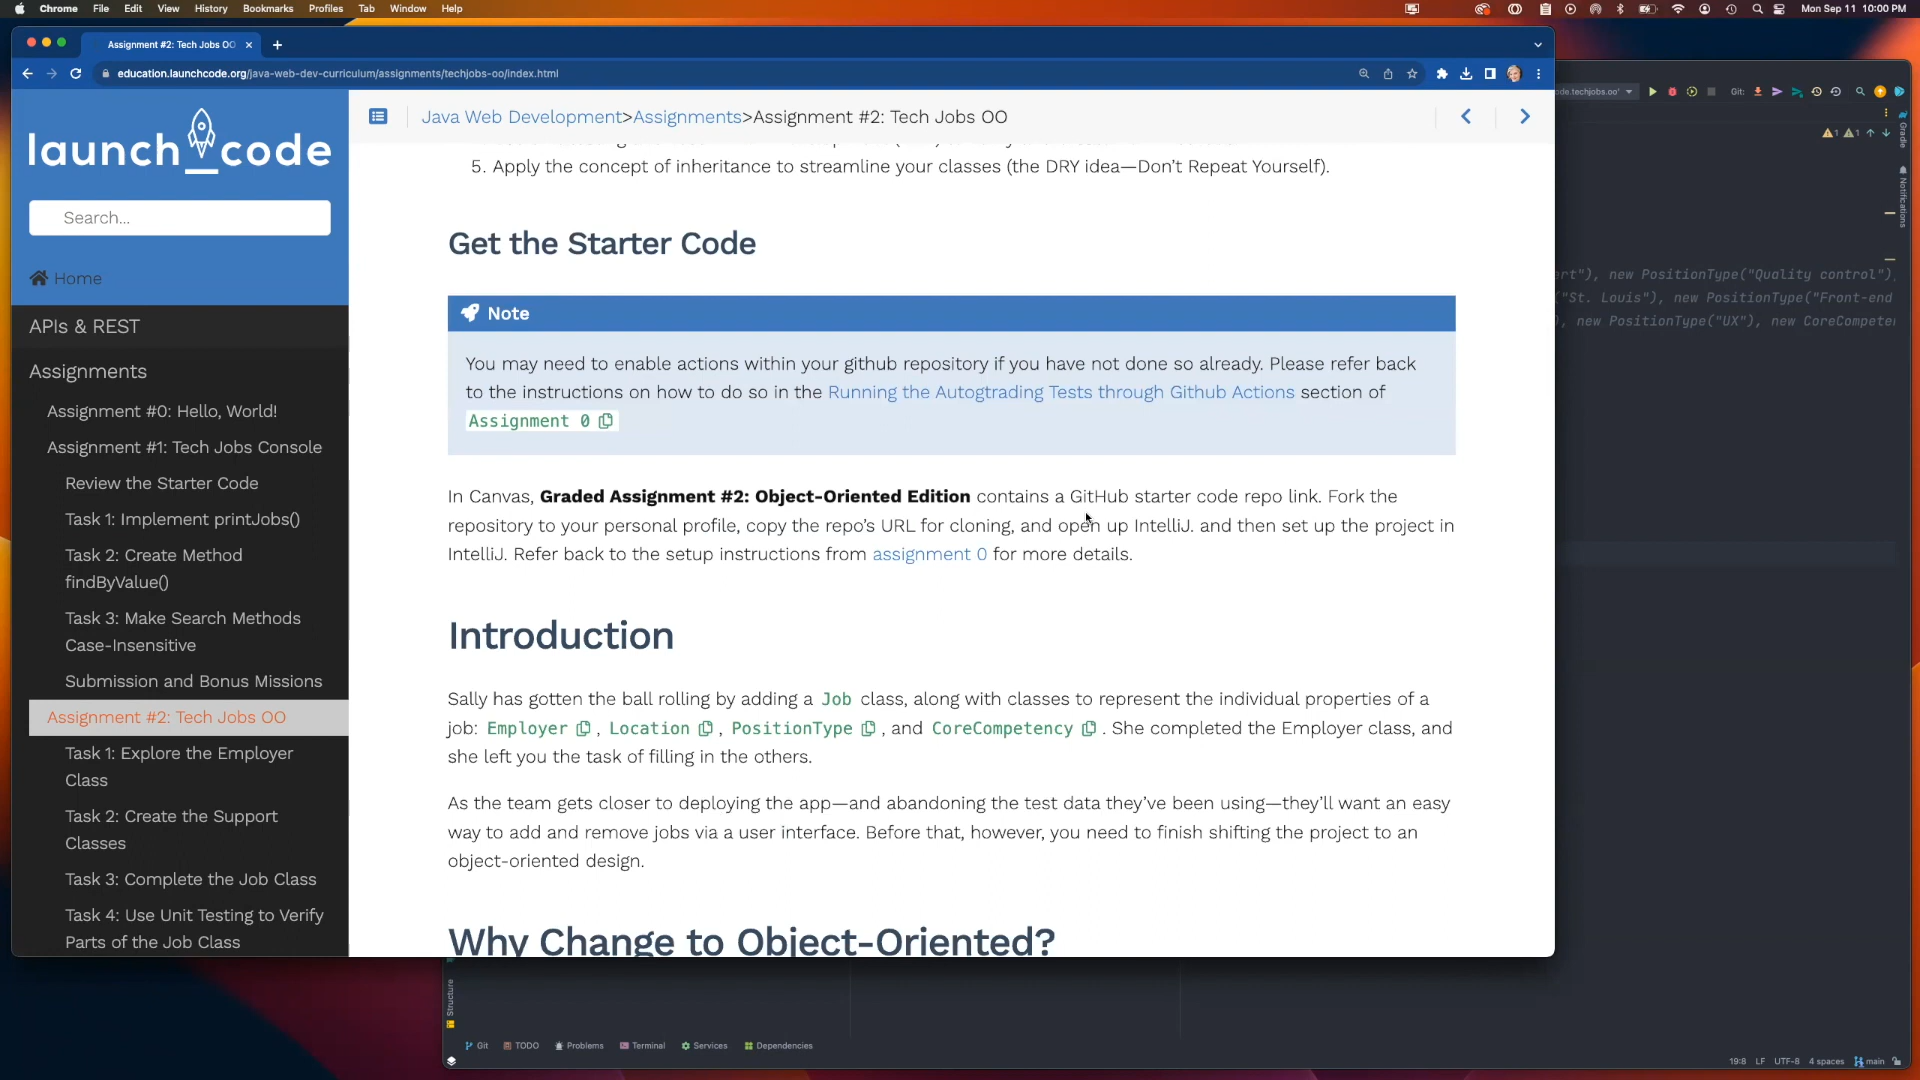 Chrome File Edit View History Bookmarks Profiles Tab Window Help
Mon Sep 11 10:00 PM
Assignment #2: Tech Jobs OO
education.launchcode.org/java-web-dev-curriculum/assignments/techjobs-oo/index.html
launch_code
Search...
Home
APIs & REST
Assignments
Assignment #0: Hello, World!
Assignment #1: Tech Jobs Console
Review the Starter Code
Task 1: Implement printJobs()
Task 2: Create Method
findByValue()
Task 3: Make Search Methods
Case-Insensitive
Submission and Bonus Missions
Assignment #2: Tech Jobs OO
Task 1: Explore the Employer
Class
Task 2: Create the Support
Classes
Task 3: Complete the Job Class
Task 4: Use Unit Testing to Verify
Parts of the Job Class
Java Web Development>Assignments>Assignment #2: Tech Jobs OO
5. Apply the concept of inheritance to streamline your classes (the DRY idea—Don't Repeat Yourself).
Get the Starter Code
Note
You may need to enable actions within your github repository if you have not done so already. Please refer back
to the instructions on how to do so in the Running the Autogtrading Tests through Github Actions section of
Assignment 0
In Canvas, Graded Assignment #2: Object-Oriented Edition contains a GitHub starter code repo link. Fork the
repository to your personal profile, copy the repo's URL for cloning, and open up IntelliJ. and then set up the project in
IntelliJ. Refer back to the setup instructions from assignment 0 for more details.
Introduction
Sally has gotten the ball rolling by adding a Job class, along with classes to represent the individual properties of a
job: Employer , Location , PositionType , and CoreCompetency . She completed the Employer class, and
she left you the task of filling in the others.
As the team gets closer to deploying the app—and abandoning the test data they've been using—they'll want an easy
way to add and remove jobs via a user interface. Before that, however, you need to finish shifting the project to an
object-oriented design.
Why Change to Object-Oriented?
de.techjobs.oo'
Git:
1 1
Gradle
Notifications
ert"), new PositionType("Quality control")
"St. Louis"), new PositionType("Front-end
), new PositionType("UX"), new CoreCompete
Structure
Git TODO Problems Terminal Services Dependencies
19:8 LF UTF-8 4 spaces main